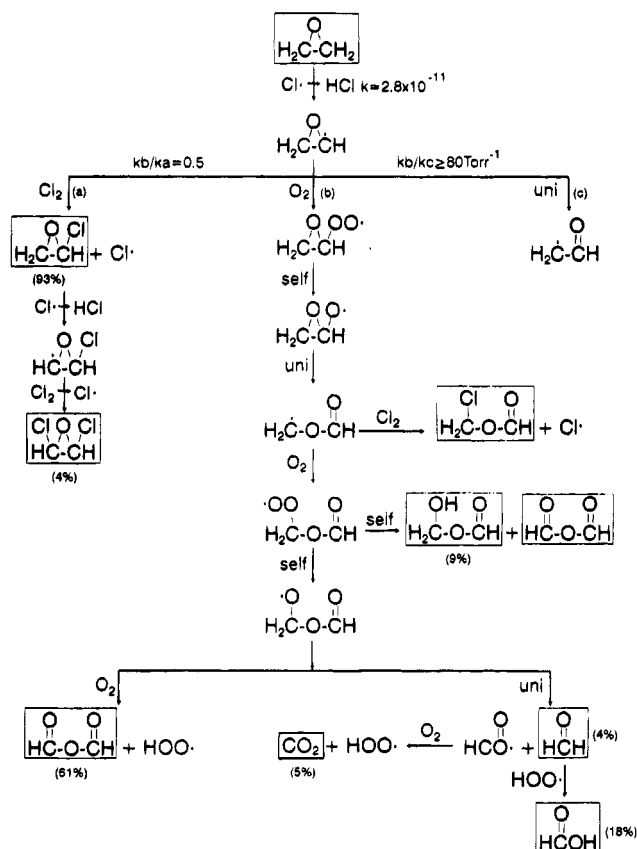 O
H₂C-CH₂
Cl· HCl k=2.8x10⁻¹¹
O
H₂C-ĊH
kb/ka=0.5 kb/kc≥80Torr⁻¹
Cl₂ (a) O₂ (b) uni (c)
O Cl
H₂C-CH + Cl·
(93%)
O OO·
H₂C-CH
O
H₂Ċ-CH
self
Cl· HCl
O Cl
HĊ-CH
O O·
H₂C-CH
Cl₂ Cl·
uni
Cl O Cl
HC-CH
(4%)
O
H₂Ċ-O-CH
Cl₂
Cl O
H₂C-O-CH + Cl·
O₂
·OO O
H₂C-O-CH
self
OH O
H₂C-O-CH
(9%)
+
O O
HC-O-CH
self
·O O
H₂C-O-CH
O₂ uni
O O
HC-O-CH + HOO·
(61%)
CO₂ + HOO·
(5%)
O₂
O O
HCO· + HCH (4%)
HOO·
O
HCOH (18%)